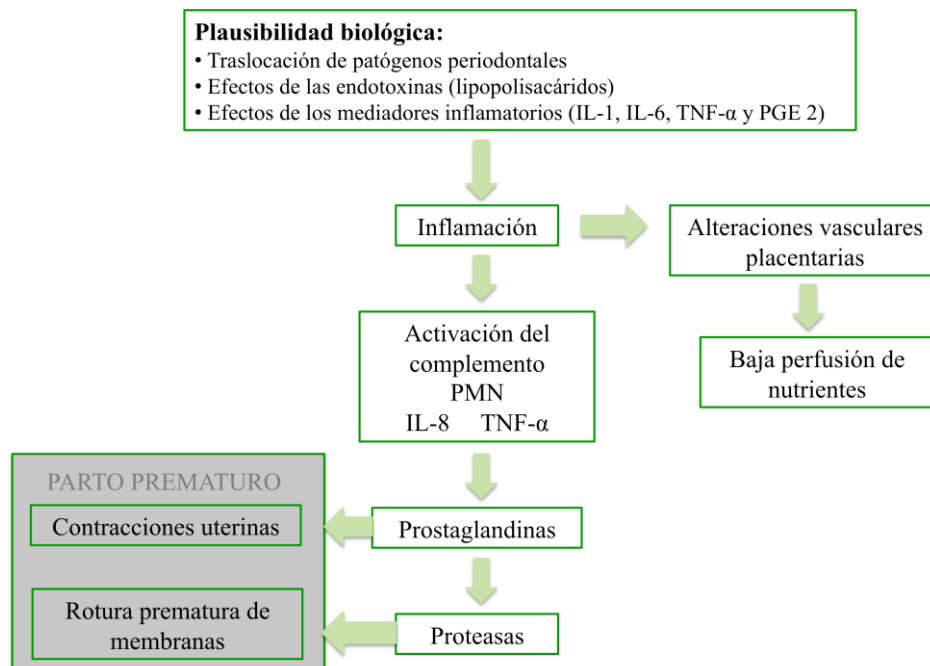 Plausibilidad biológica:
• Traslocación de patógenos periodontales
• Efectos de las endotoxinas (lipopolisacáridos)
• Efectos de los mediadores inflamatorios (IL-1, IL-6, TNF-α y PGE 2)
Inflamación
Alteraciones vasculares
placentarias
Activación del
complemento
PMN
IL-8 TNF-α
Baja perfusión de
nutrientes
PARTO PREMATURO
Contracciones uterinas
Prostaglandinas
Rotura prematura de
membranas
Proteasas